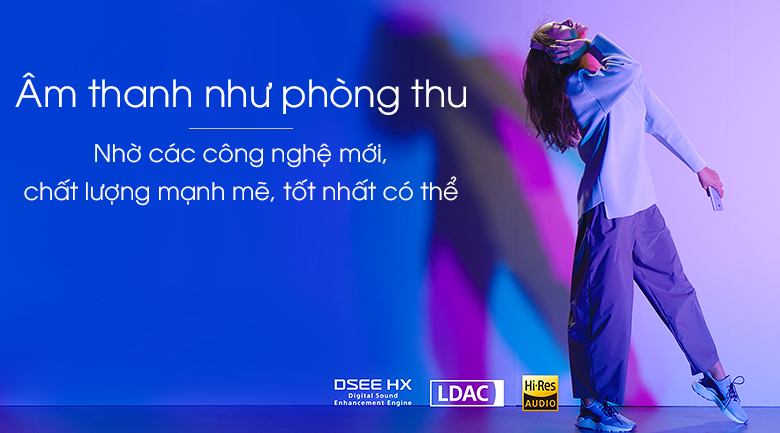 Âm thanh như phòng thu
Nhờ các công nghệ mới,
chất lượng mạnh mẽ, tốt nhất có thể
DSEE HX
Digital Sound
Enhancement Engine
LDAC
Hi-Res
AUDIO